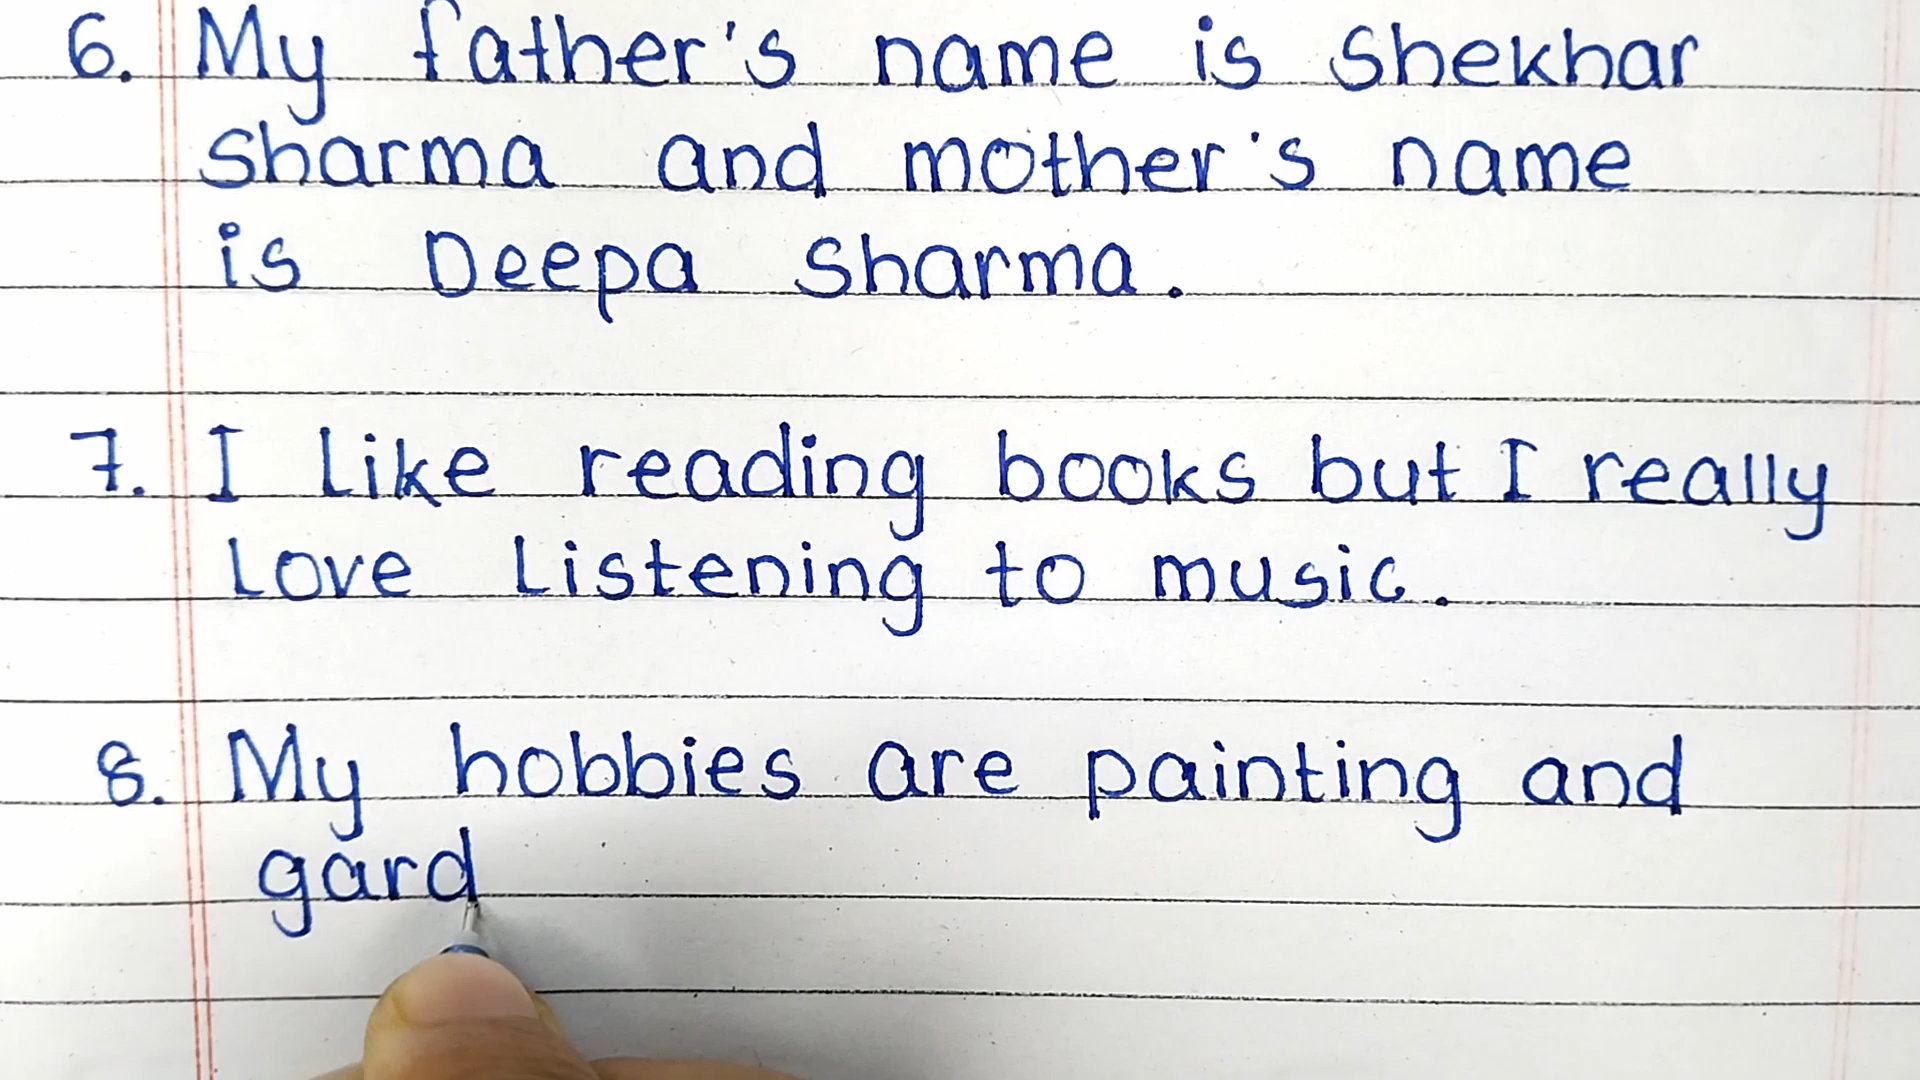 6. My father's name is Shekhar
Sharma and mother's name
is Deepa Sharma.
7. I like reading books but I really
love listening to music.
8. My hobbies are painting and
gard